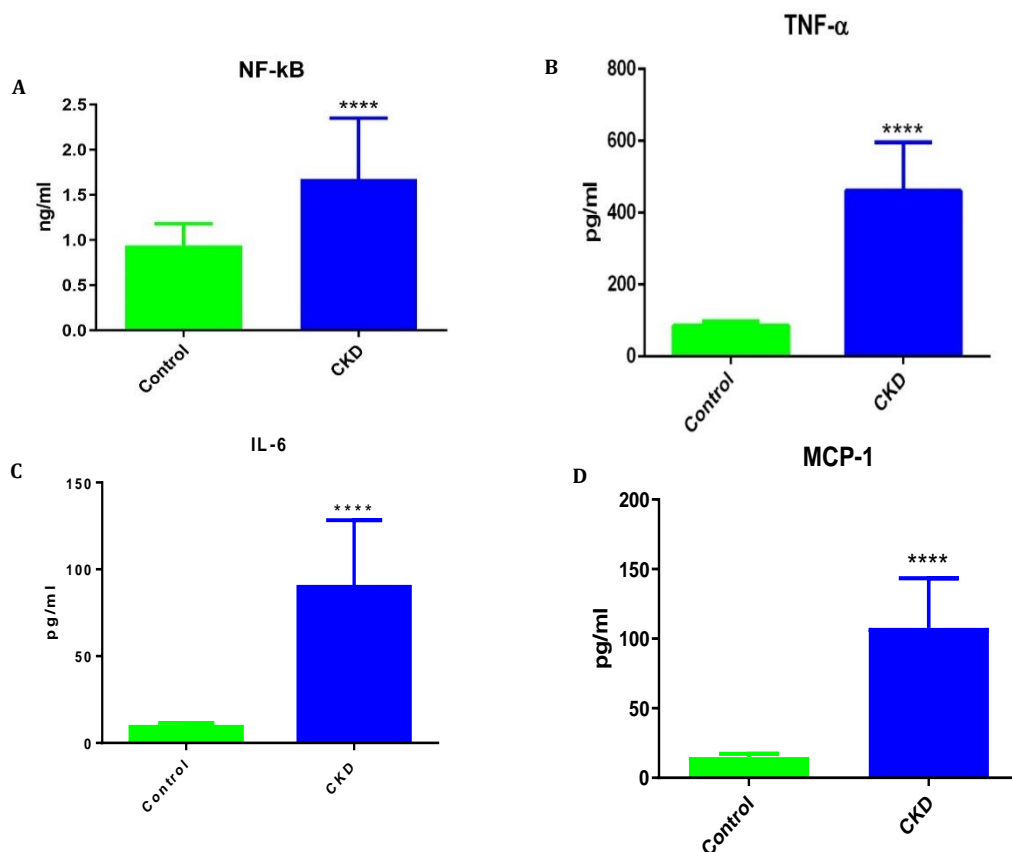 A
NF-kB
ng/ml
2.5
2.0
1.5
1.0
0.5
0.0
****
Control
CKD
B
TNF-α
pg/ml
800
600
400
200
0
****
Control
CKD
C
IL-6
pg/ml
150
100
50
0
****
Control
CKD
D
MCP-1
pg/ml
200
150
100
50
0
****
Control
CKD